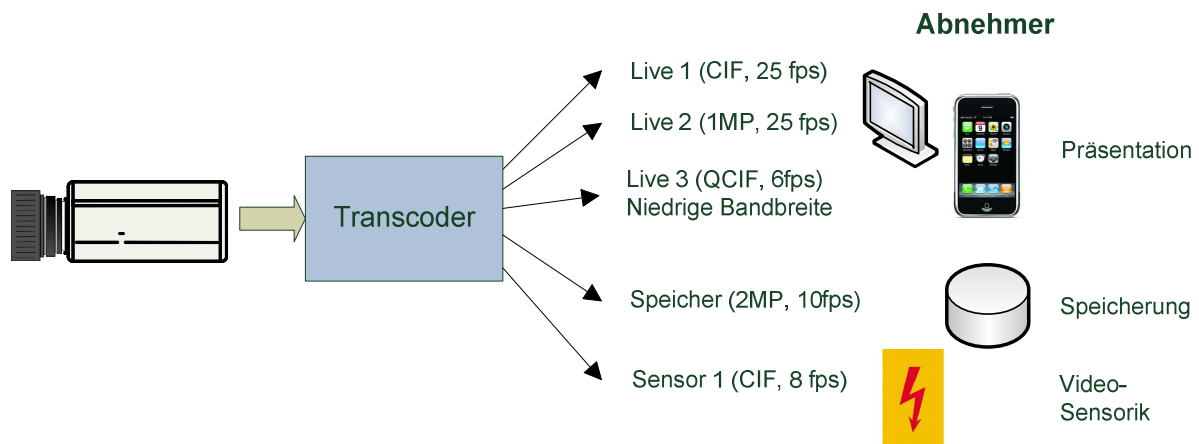 Abnehmer
Live 1 (CIF, 25 fps)
Live 2 (1MP, 25 fps)
Präsentation
Live 3 (QCIF, 6fps)
Niedrige Bandbreite
Transcoder
Speicher (2MP, 10fps)
Speicherung
Sensor 1 (CIF, 8 fps)
Video-
Sensorik